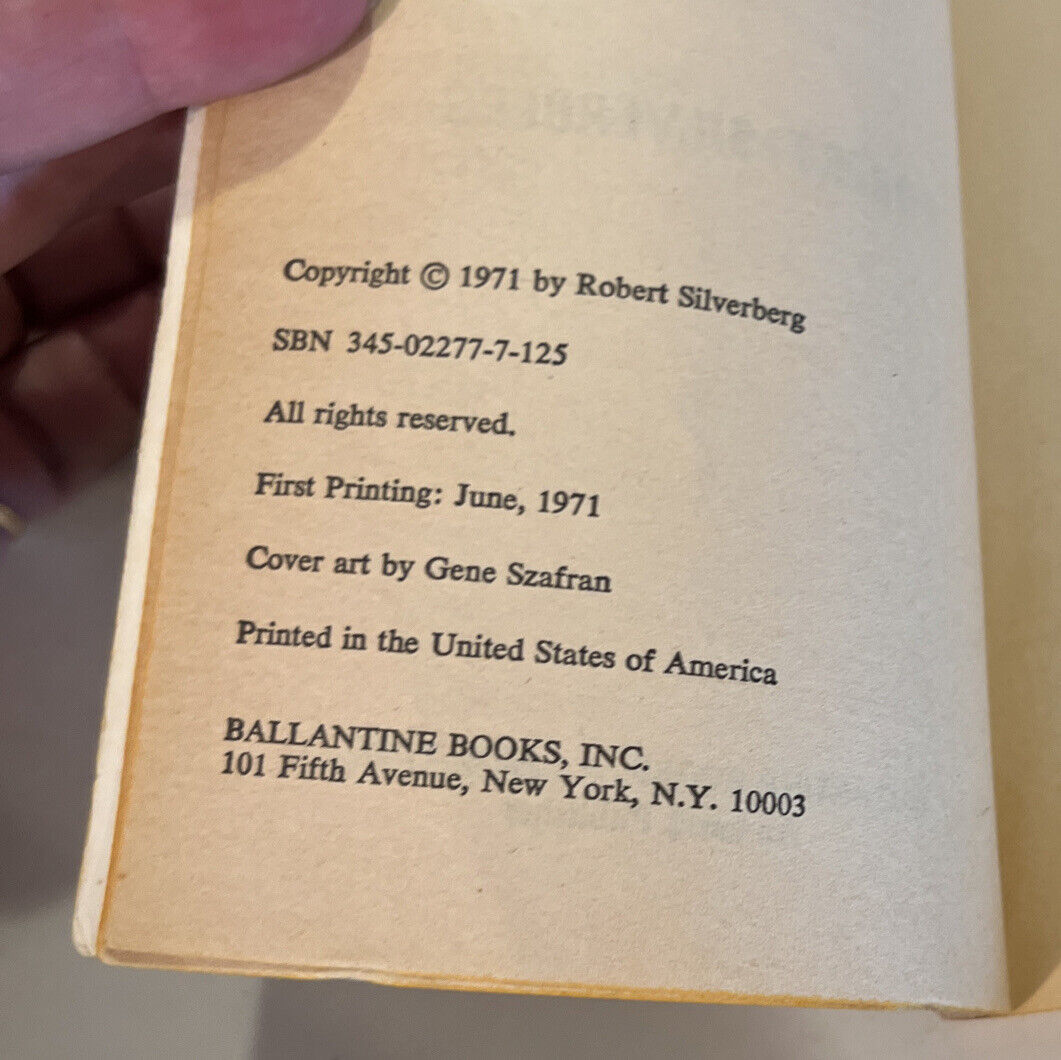 Copyright © 1971 by Robert Silverberg
SBN 345-02277-7-125
All rights reserved.
First Printing: June, 1971
Cover art by Gene Szafran
Printed in the United States of America
BALLANTINE BOOKS, INC.
101 Fifth Avenue, New York, N.Y. 10003